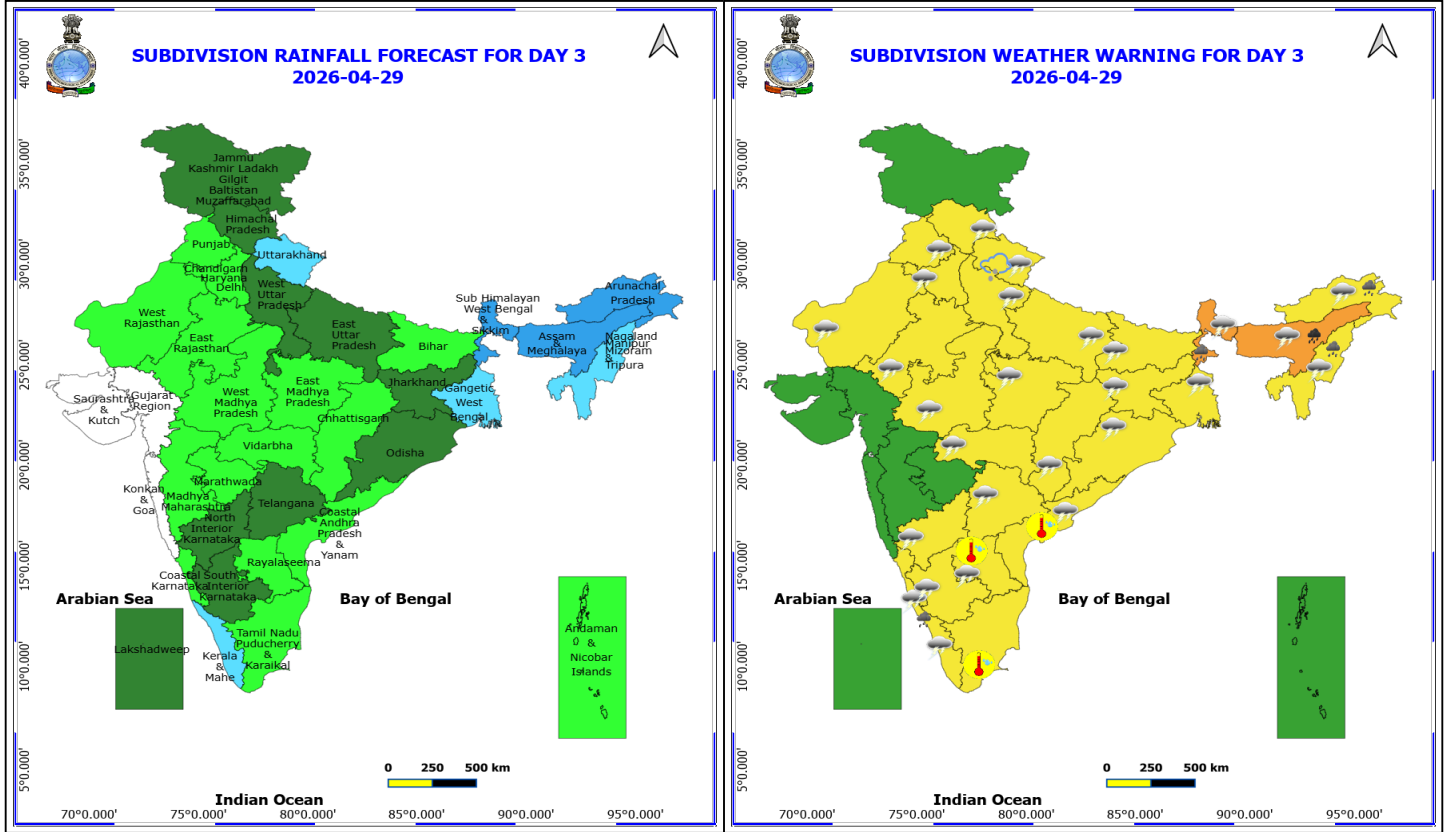 SUBDIVISION RAINFALL FORECAST FOR DAY 3
2026-04-29
40°0.000'
35°0.000'
30°0.000'
25°0.000'
20°0.000'
15°0.000'
10°0.000'
5°0.000'
Jammu
Kashmir Ladakh
Gilgit
Baltistan
Muzaffarabad
Himachal
Pradesh
Punjab
Uttarakhand
Chandigarh
Haryana
Delhi
West
Uttar
Pradesh
West
Rajasthan
East
Rajasthan
East
Uttar
Pradesh
Bihar
Sub Himalayan
West Bengal
&
Sikkim
Arunachal
Pradesh
Assam
&
Meghalaya
Nagaland
Manipur
Mizoram
&
Tripura
Jharkhand
Gangetic
West
Bengal
Saurashtra
&
Kutch
Gujarat
Region
West
Madhya
Pradesh
East
Madhya
Pradesh
Chhattisgarh
Odisha
Vidarbha
Konkan
&
Goa
Madhya
Maharashtra
Marathwada
Telangana
North
Interior
Karnataka
Coastal
Andhra
Pradesh
&
Yanam
Rayalaseema
Coastal
Karnataka
South
Interior
Karnataka
Arabian Sea
Bay of Bengal
Lakshadweep
Kerala
&
Mahe
Tamil Nadu
Puducherry
&
Karaikal
Andaman
&
Nicobar
Islands
0 250 500 km
Indian Ocean
70°0.000' 75°0.000' 80°0.000' 85°0.000' 90°0.000' 95°0.000'
SUBDIVISION WEATHER WARNING FOR DAY 3
2026-04-29
40°0.000'
35°0.000'
30°0.000'
25°0.000'
20°0.000'
15°0.000'
10°0.000'
5°0.000'
Arabian Sea
Bay of Bengal
0 250 500 km
Indian Ocean
70°0.000' 75°0.000' 80°0.000' 85°0.000' 90°0.000' 95°0.000'